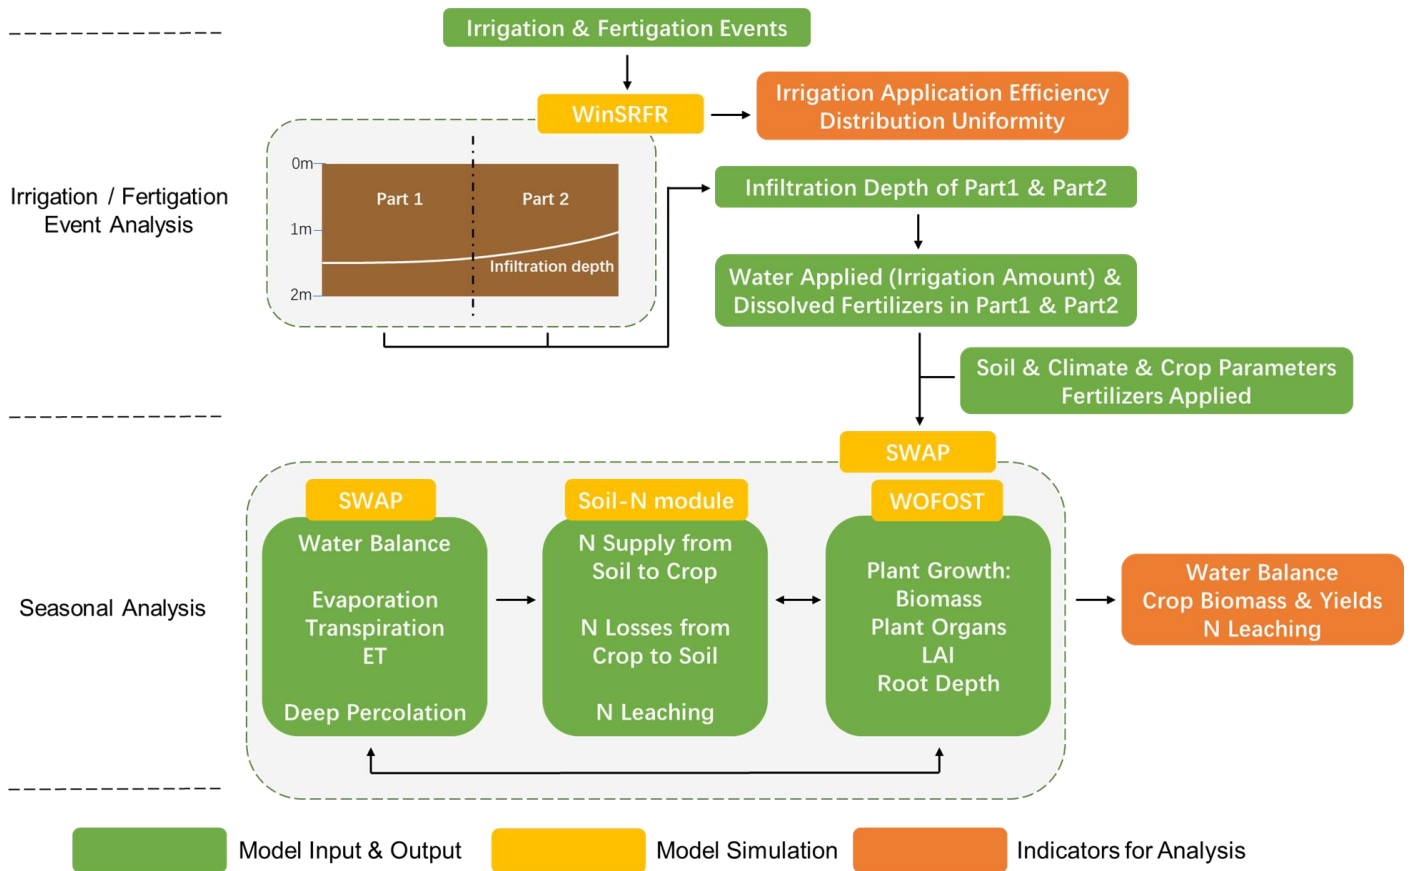 Irrigation & Fertigation Events
WinSRFR
Irrigation Application Efficiency
Distribution Uniformity
Irrigation / Fertigation
Event Analysis
0m
1m
2m
Part 1
Part 2
Infiltration depth
Infiltration Depth of Part1 & Part2
Water Applied (Irrigation Amount) &
Dissolved Fertilizers in Part1 & Part2
Soil & Climate & Crop Parameters
Fertilizers Applied
SWAP
Seasonal Analysis
SWAP
Water Balance
Evaporation
Transpiration
ET
Deep Percolation
Soil-N module
N Supply from
Soil to Crop
N Losses from
Crop to Soil
N Leaching
WOFOST
Plant Growth:
Biomass
Plant Organs
LAI
Root Depth
Water Balance
Crop Biomass & Yields
N Leaching
Model Input & Output
Model Simulation
Indicators for Analysis